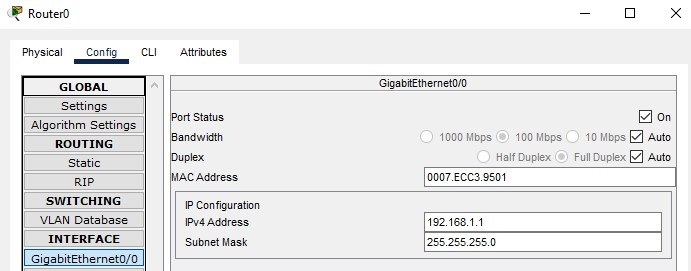 Router0
Physical Config CLI Attributes
GLOBAL
Settings
Algorithm Settings
ROUTING
Static
RIP
SWITCHING
VLAN Database
INTERFACE
GigabitEthernet0/0
GigabitEthernet0/0
Port Status On
Bandwidth 1000 Mbps 100 Mbps 10 Mbps Auto
Duplex Half Duplex Full Duplex Auto
MAC Address 0007.ECC3.9501
IP Configuration
IPv4 Address 192.168.1.1
Subnet Mask 255.255.255.0